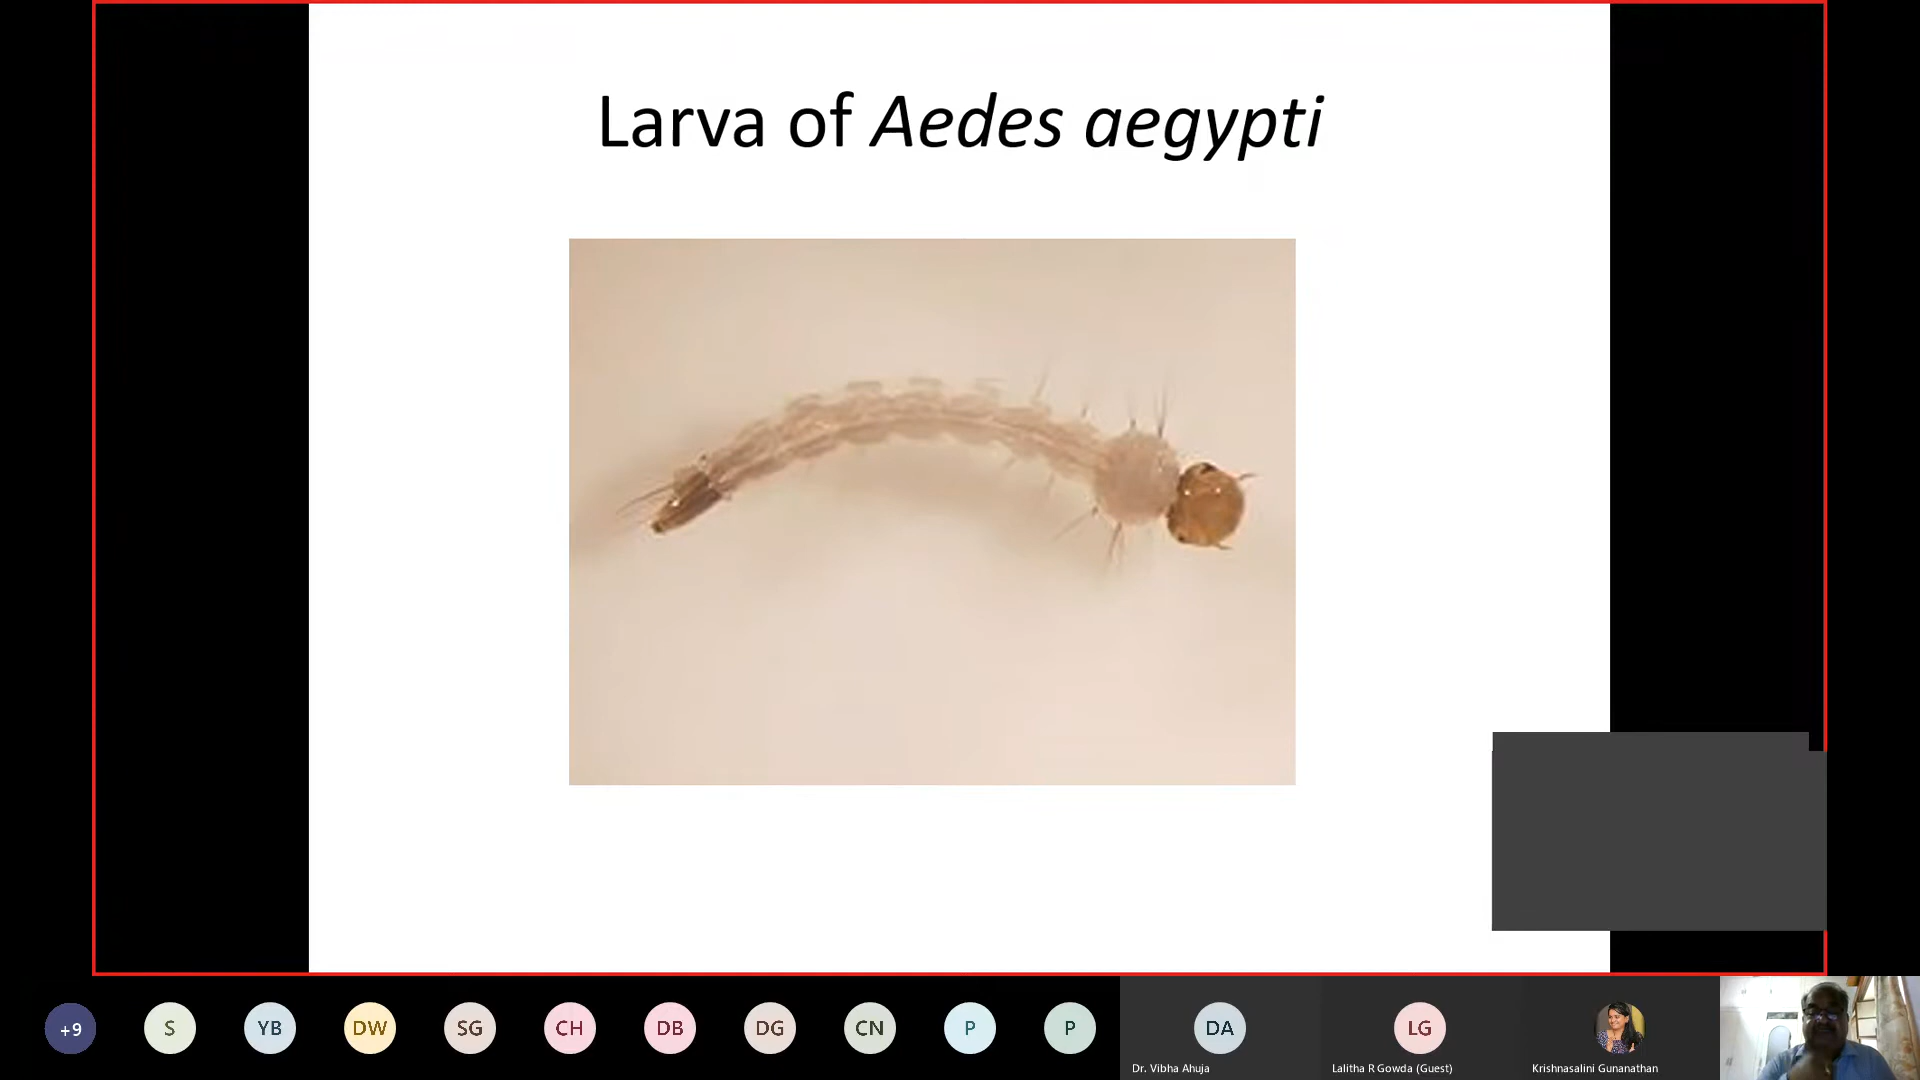 Larva of Aedes aegypti
+9
S
YB
DW
SG
CH
DB
DG
CN
P
P
DA
LG
Dr. Vibha Ahuja
Lalitha R Gowda (Guest)
Krishnasalini Gunanathan